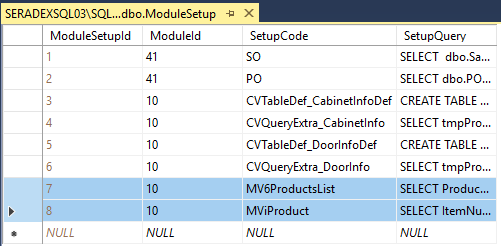 SERADEXSQL03\SQL...dbo.ModuleSetup
ModuleSetupId ModuleId SetupCode SetupQuery
1 41 SO SELECT dbo.Sa...
2 41 PO SELECT dbo.PO...
3 10 CVTableDef_CabinetInfoDef CREATE TABLE ...
4 10 CVQueryExtra_CabinetInfo SELECT tmpPro...
5 10 CVTableDef_DoorInfoDef CREATE TABLE ...
6 10 CVQueryExtra_DoorInfo SELECT tmpPro...
7 10 MV6ProductsList SELECT Produc...
8 10 MViProduct SELECT ItemNu...
NULL NULL NULL NULL